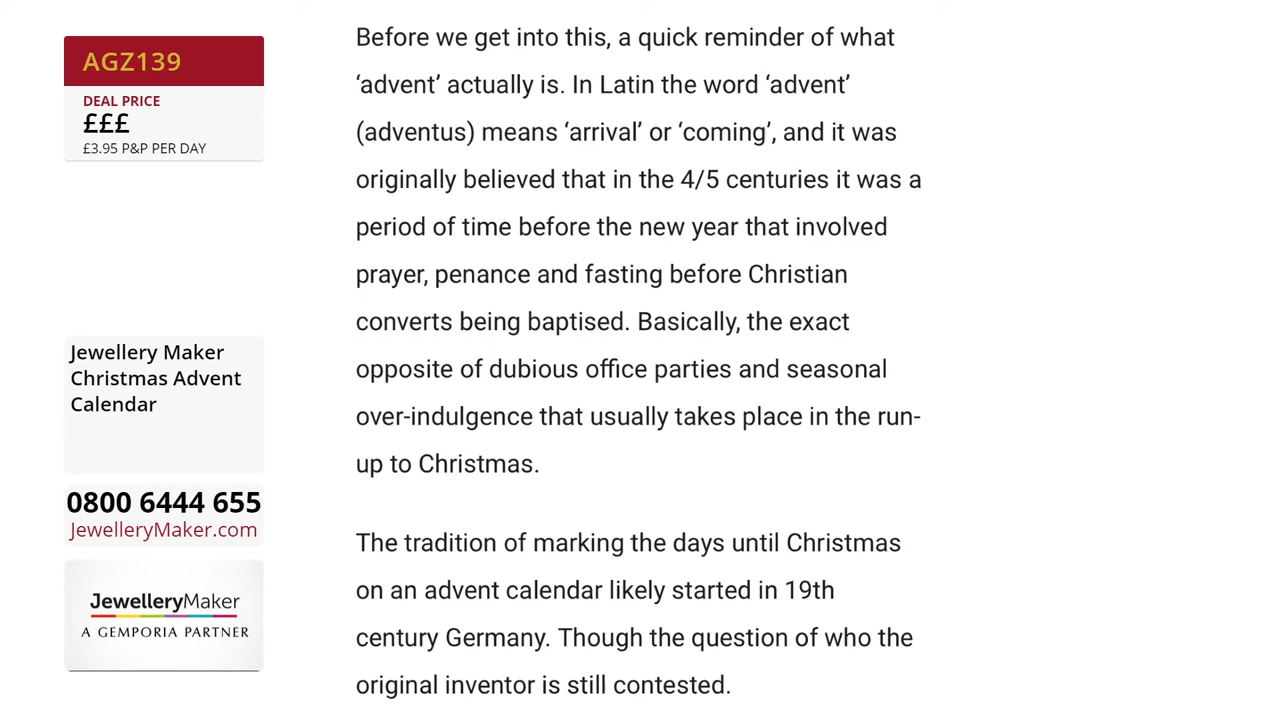 AGZ139
DEAL PRICE
£££
£3.95 P&P PER DAY
Jewellery Maker
Christmas Advent
Calendar
0800 6444 655
JewelleryMaker.com
JewelleryMaker
A GEMPORIA PARTNER
Before we get into this, a quick reminder of what
‘advent’ actually is. In Latin the word ‘advent’
(adventus) means ‘arrival’ or ‘coming’, and it was
originally believed that in the 4/5 centuries it was a
period of time before the new year that involved
prayer, penance and fasting before Christian
converts being baptised. Basically, the exact
opposite of dubious office parties and seasonal
over-indulgence that usually takes place in the run-
up to Christmas.
The tradition of marking the days until Christmas
on an advent calendar likely started in 19th
century Germany. Though the question of who the
original inventor is still contested.